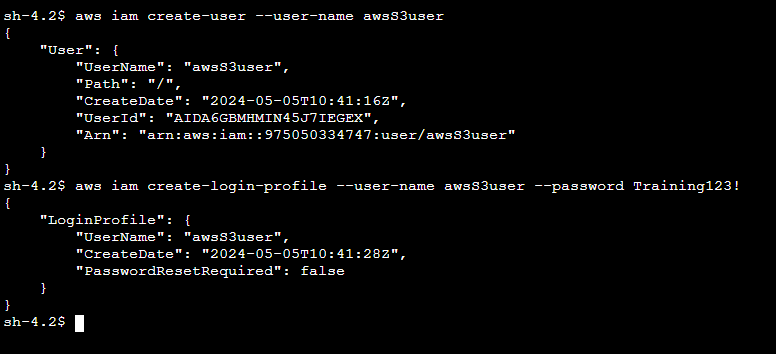 sh-4.2$ aws iam create-user --sh-name awsS3user
{
    "User": {
        "UserName": "awsS3user",
        "Path": "/",
        "CreateDate": "2024-05-05T10:41:16Z",
        "UserId": "AIDA6GBMHMIN45J7IEGEX",
        "Arn": "arn:aws:iam::975050334747:user/awsS3user"
    }
}
sh-4.2$ aws iam create-login-profile --user-name awsS3user --password Training123!
{
    "LoginProfile": {
        "UserName": "awsS3user",
        "CreateDate": "2024-05-05T10:41:28Z",
        "PasswordResetRequired": false
    }
}
sh-4.2$